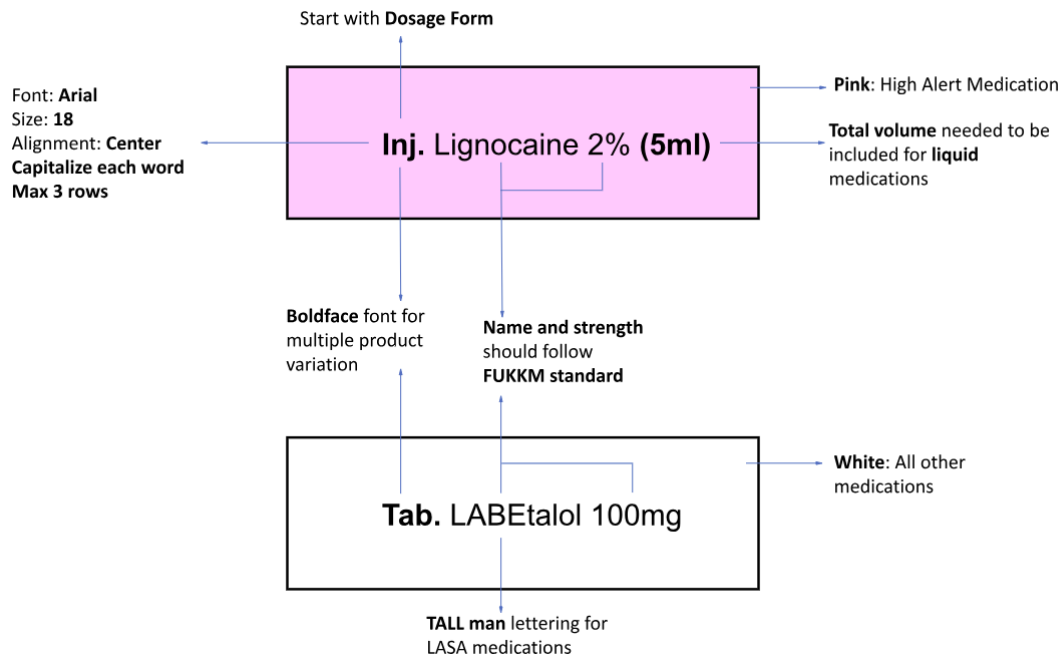 Start with Dosage Form
Font: Arial
Size: 18
Alignment: Center
Capitalize each word
Max 3 rows
Inj. Lignocaine 2% (5ml)
Pink: High Alert Medication
Total volume needed to be
included for liquid
medications
Boldface font for
multiple product
variation
Name and strength
should follow
FUKKM standard
Tab. LABEtalol 100mg
White: All other
medications
TALL man lettering for
LASA medications